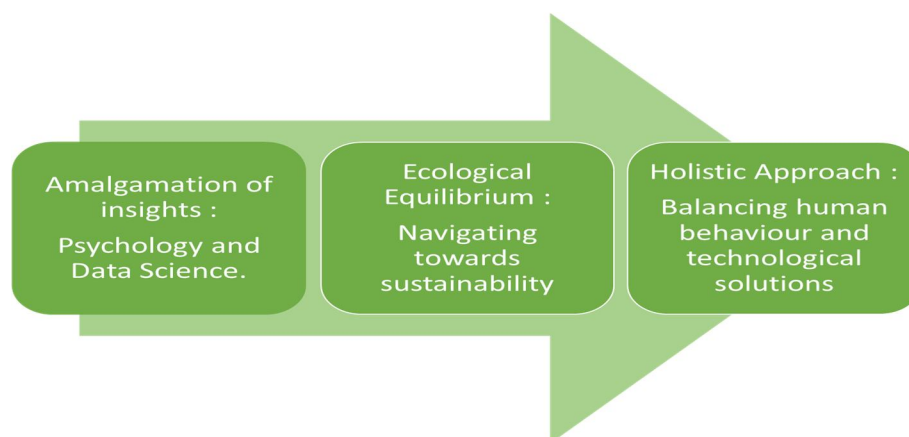 Amalgamation of
insights :
Psychology and
Data Science.
Ecological
Equilibrium :
Navigating
towards
sustainability
Holistic Approach :
Balancing human
behaviour and
technological
solutions